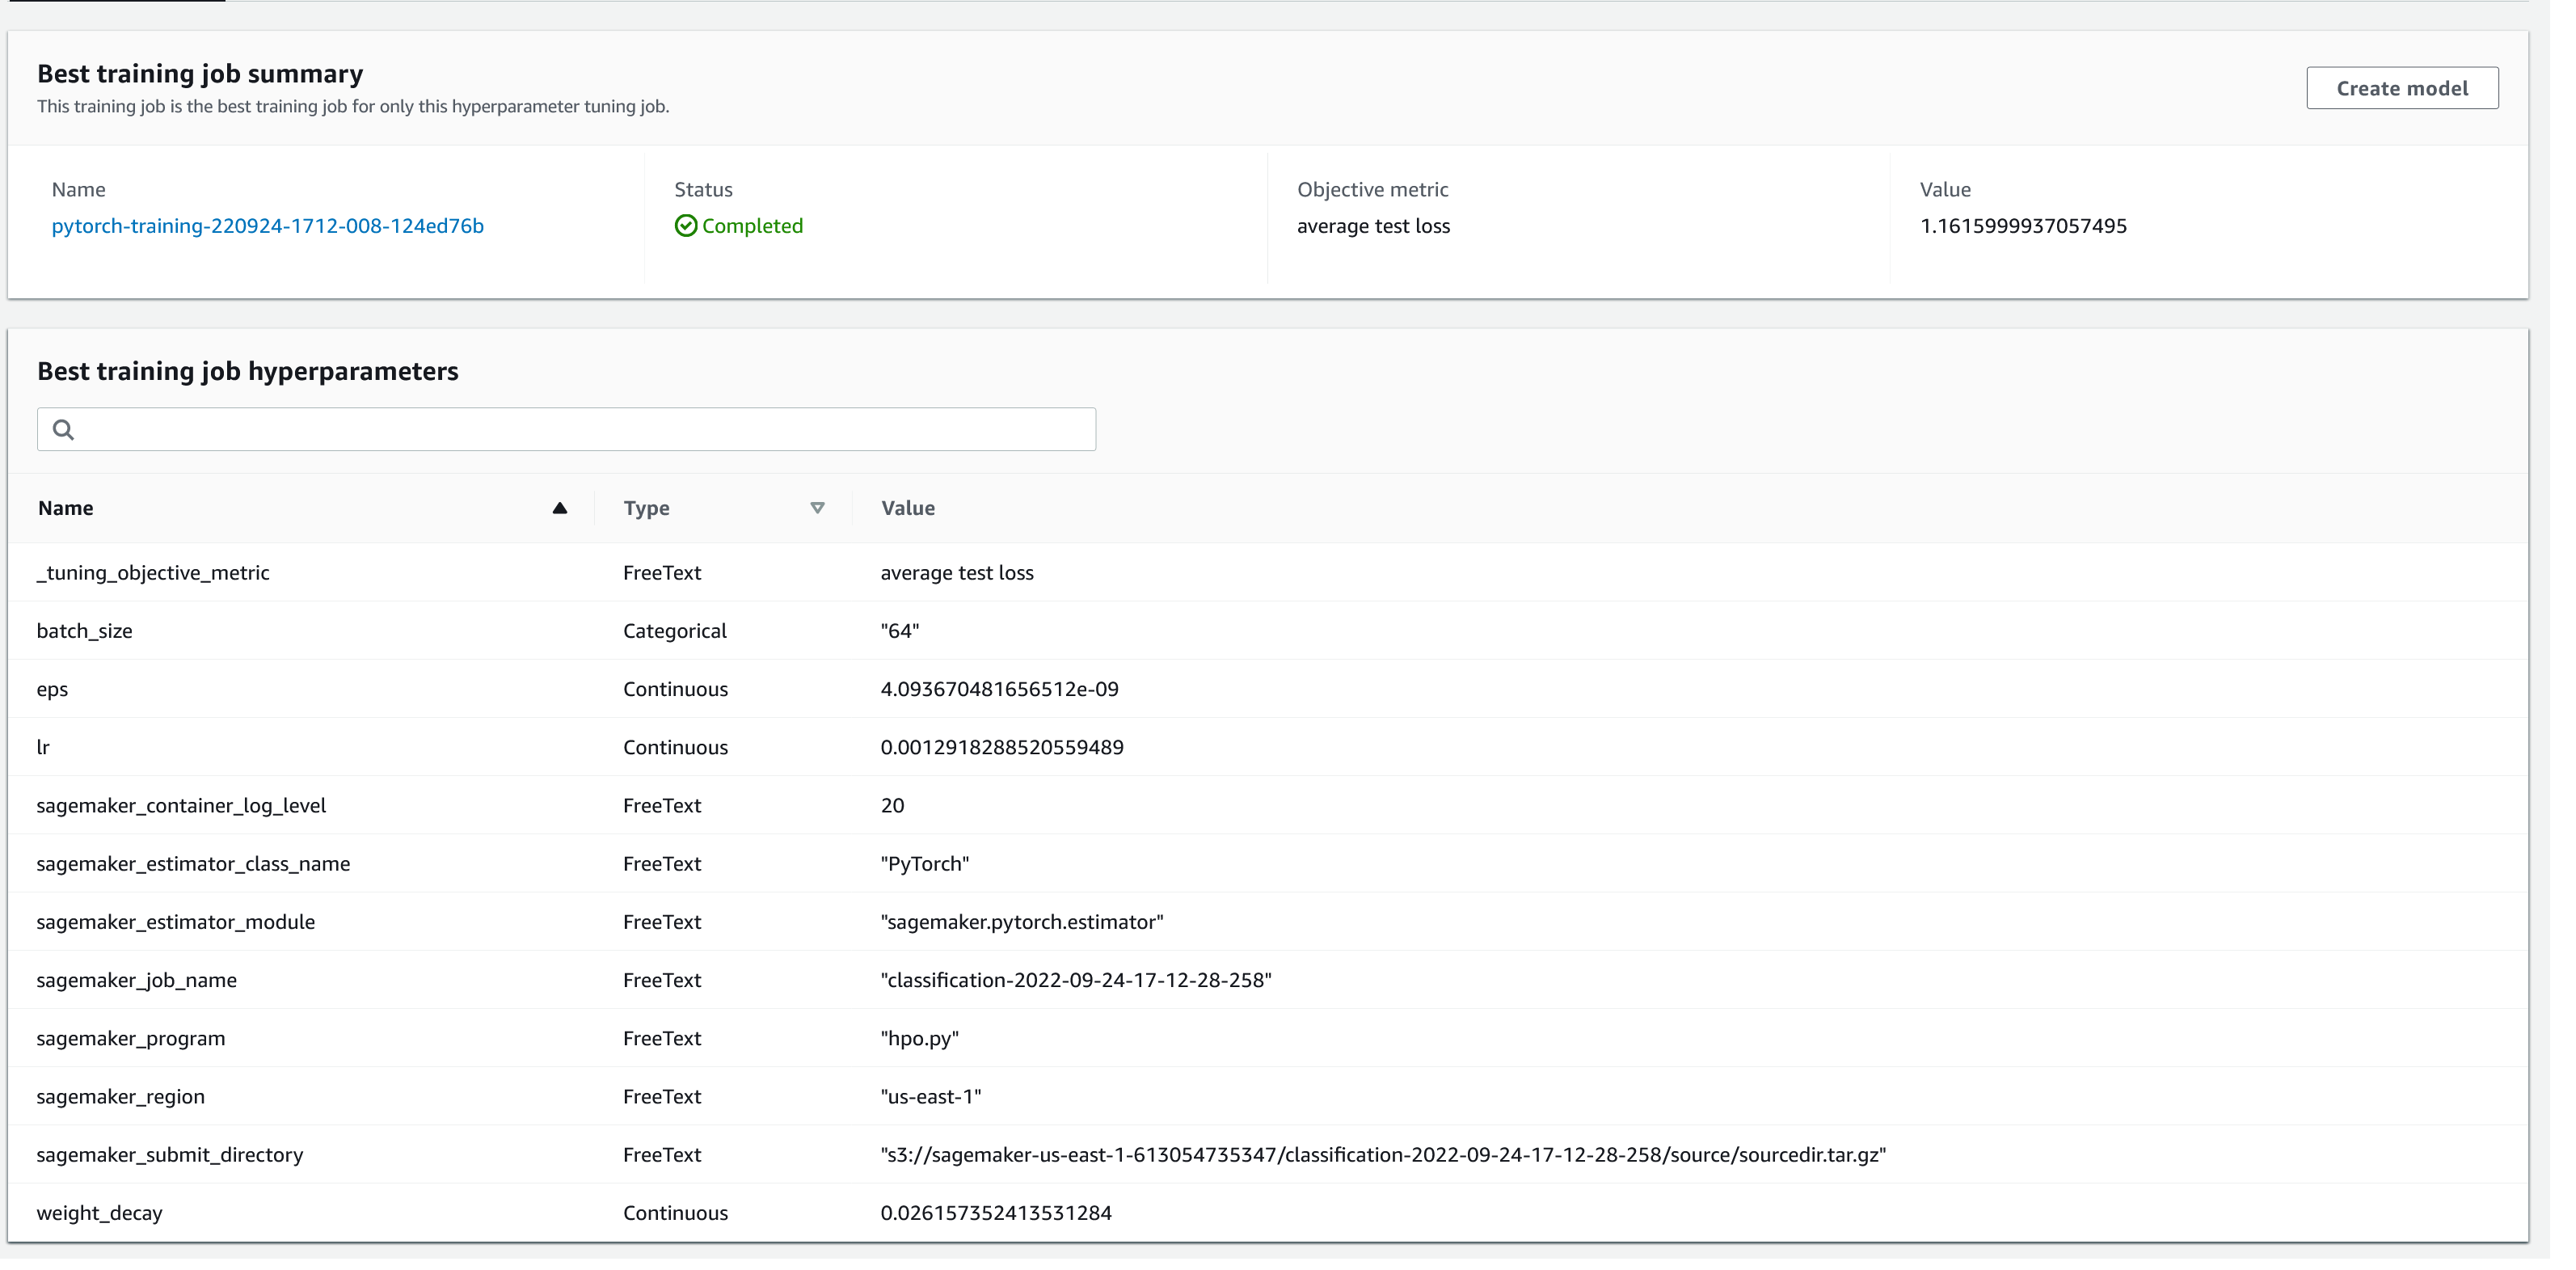 Best training job summary
This training job is the best training job for only this hyperparameter tuning job.
Create model
Name Status Objective metric Value
pytorch-training-220924-1712-008-124ed76b Completed average test loss 1.1615999937057495
Best training job hyperparameters
Name Type Value
_tuning_objective_metric FreeText average test loss
batch_size Categorical "64"
eps Continuous 4.093670481656512e-09
lr Continuous 0.0012918288520559489
sagemaker_container_log_level FreeText 20
sagemaker_estimator_class_name FreeText "PyTorch"
sagemaker_estimator_module FreeText "sagemaker.pytorch.estimator"
sagemaker_job_name FreeText "classification-2022-09-24-17-12-28-258"
sagemaker_program FreeText "hpo.py"
sagemaker_region FreeText "us-east-1"
sagemaker_submit_directory FreeText "s3://sagemaker-us-east-1-613054735347/classification-2022-09-24-17-12-28-258/source/sourcedir.tar.gz"
weight_decay Continuous 0.026157352413531284